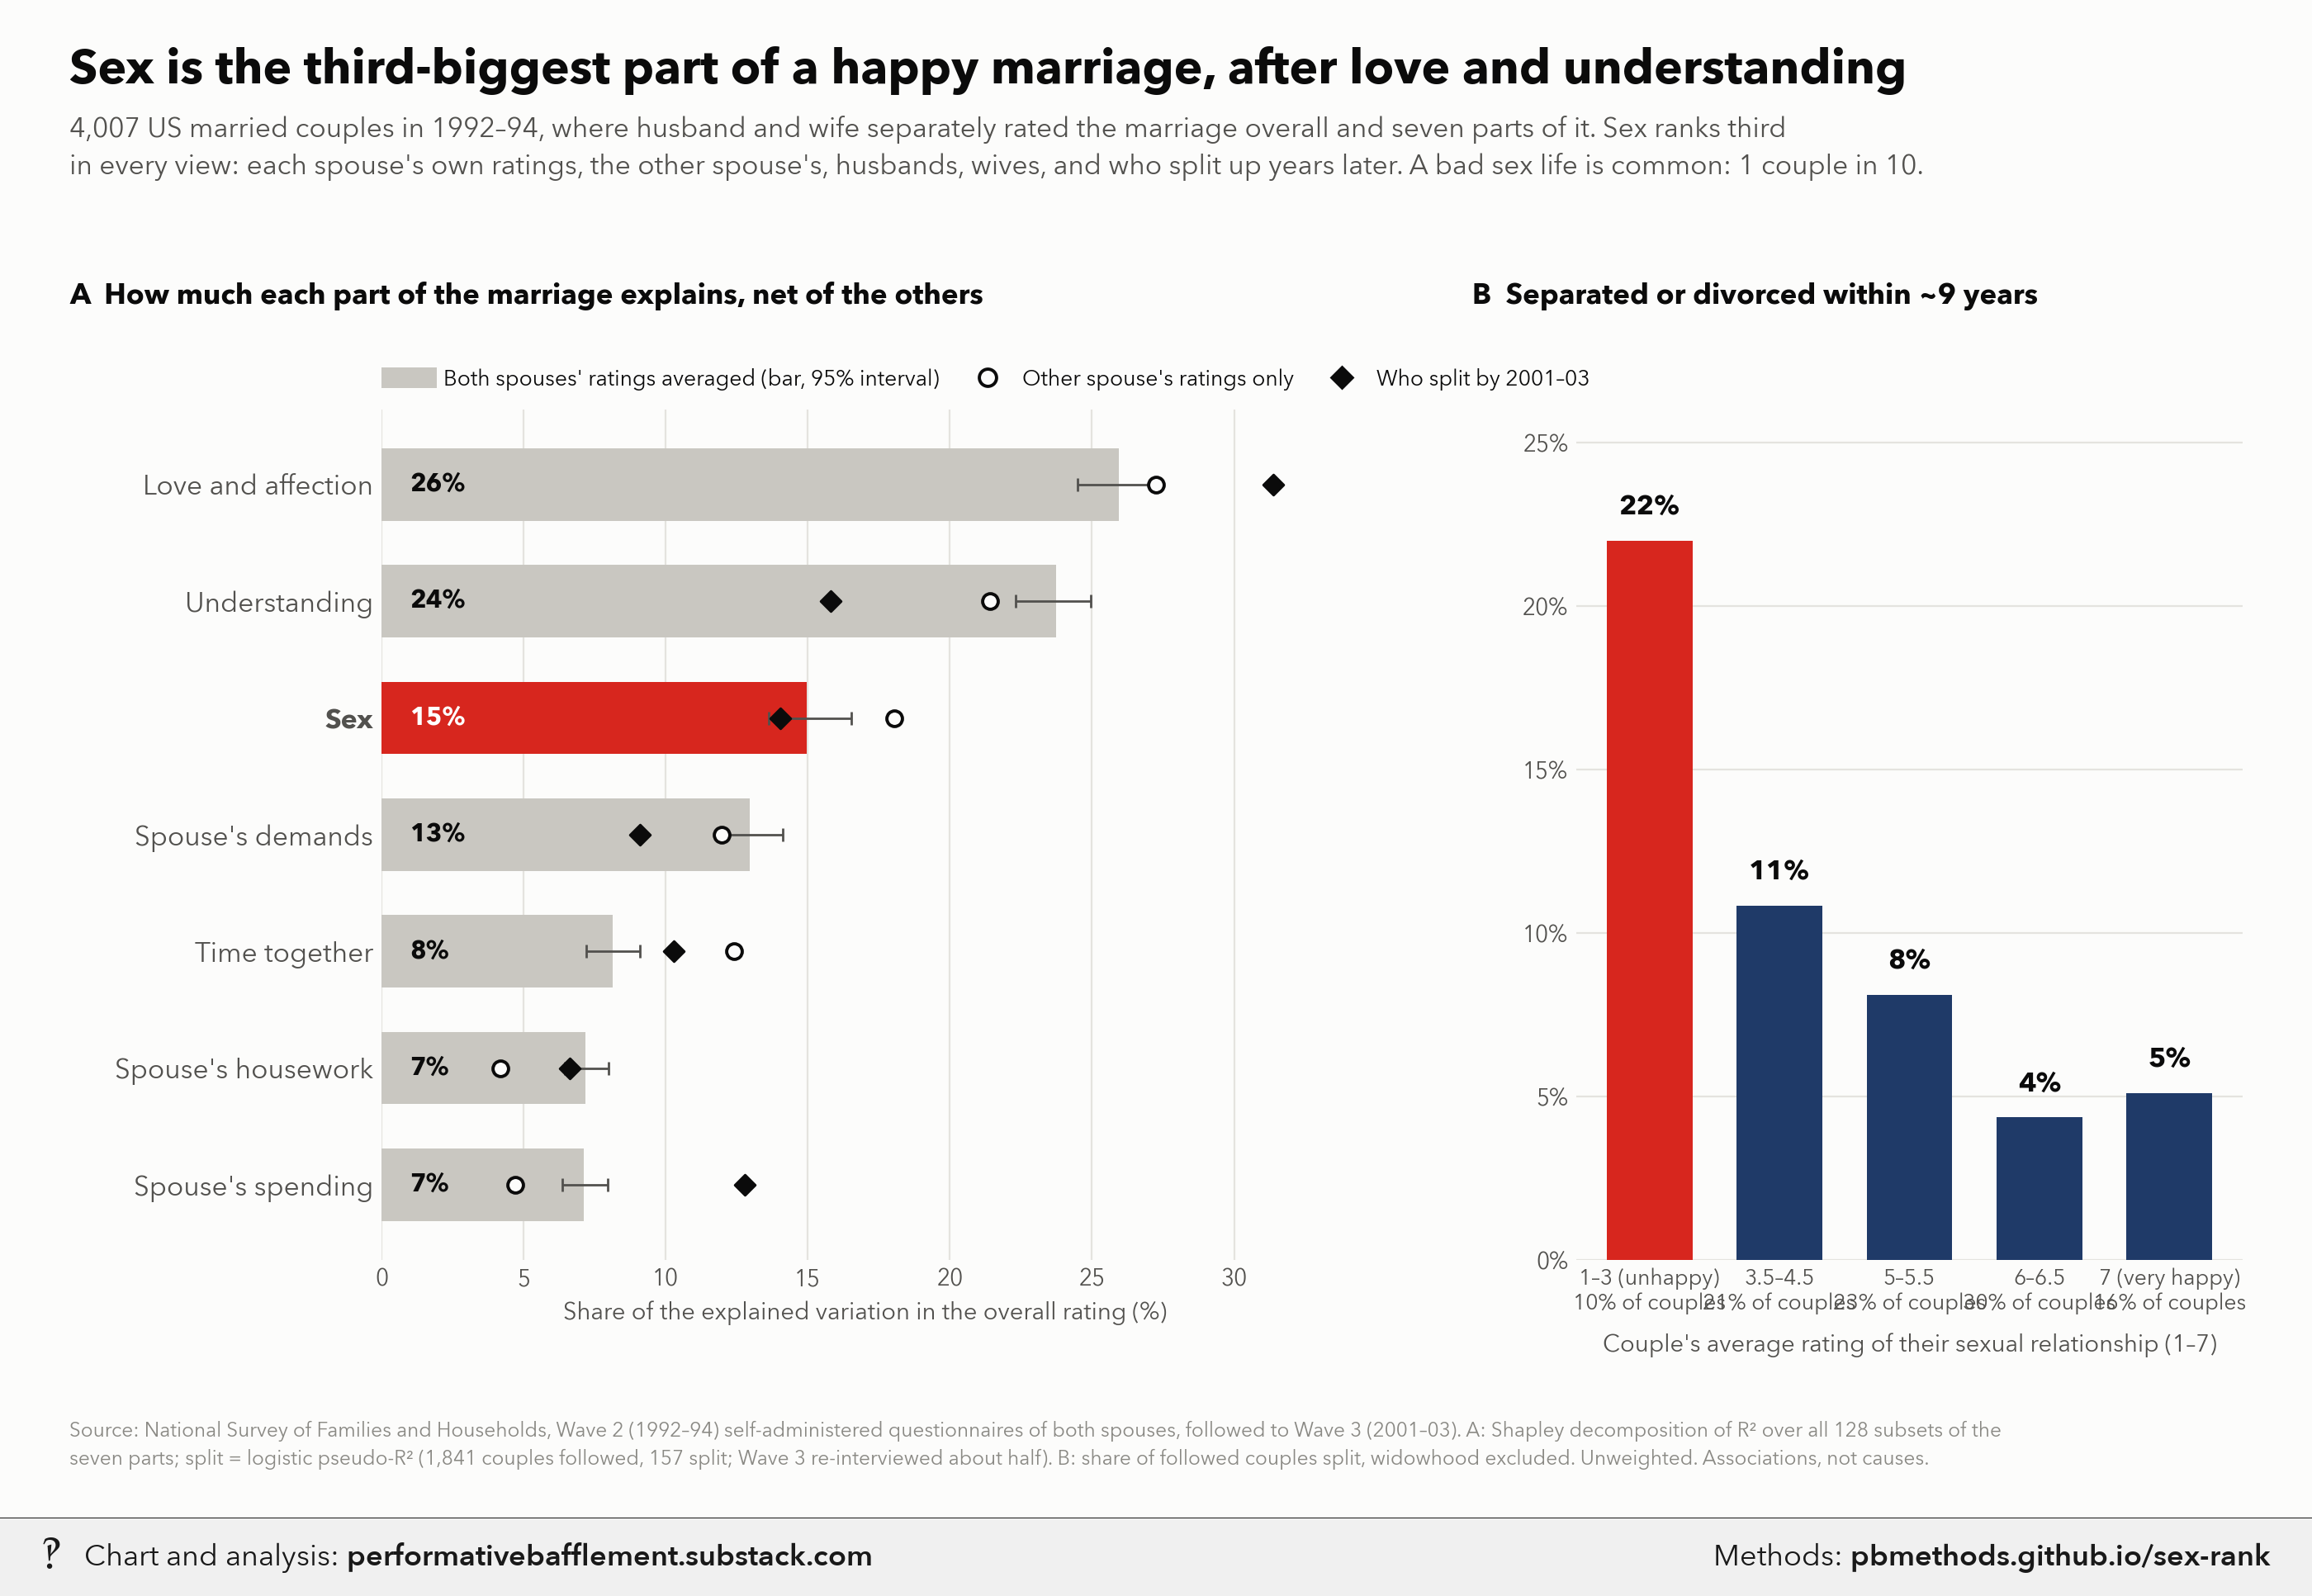 Sex is the third-biggest part of a happy marriage, after love and understanding
4,007 US married couples in 1992–94, where husband and wife separately rated the marriage overall and seven parts of it. Sex ranks third
in every view: each spouse's own ratings, the other spouse's, husbands, wives, and who split up years later. A bad sex life is common: 1 couple in 10.
A How much each part of the marriage explains, net of the others
Both spouses' ratings averaged (bar, 95% interval) Other spouse's ratings only Who split by 2001–03
Love and affection 26%
Understanding 24%
Sex 15%
Spouse's demands 13%
Time together 8%
Spouse's housework 7%
Spouse's spending 7%
0 5 10 15 20 25 30
Share of the explained variation in the overall rating (%)
B Separated or divorced within ~9 years
25%
20%
15%
10%
5%
0%
22% 11% 8% 4% 5%
1–3 (unhappy) 3.5–4.5 5–5.5 6–6.5 7 (very happy)
10% of couples 21% of couples 23% of couples 30% of couples 16% of couples
Couple's average rating of their sexual relationship (1–7)
Source: National Survey of Families and Households, Wave 2 (1992–94) self-administered questionnaires of both spouses, followed to Wave 3 (2001–03). A: Shapley decomposition of R² over all 128 subsets of the
seven parts; split = logistic pseudo-R² (1,841 couples followed, 157 split; Wave 3 re-interviewed about half). B: share of followed couples split, widowhood excluded. Unweighted. Associations, not causes.
‽ Chart and analysis: performativebafflement.substack.com
Methods: pbmethods.github.io/sex-rank